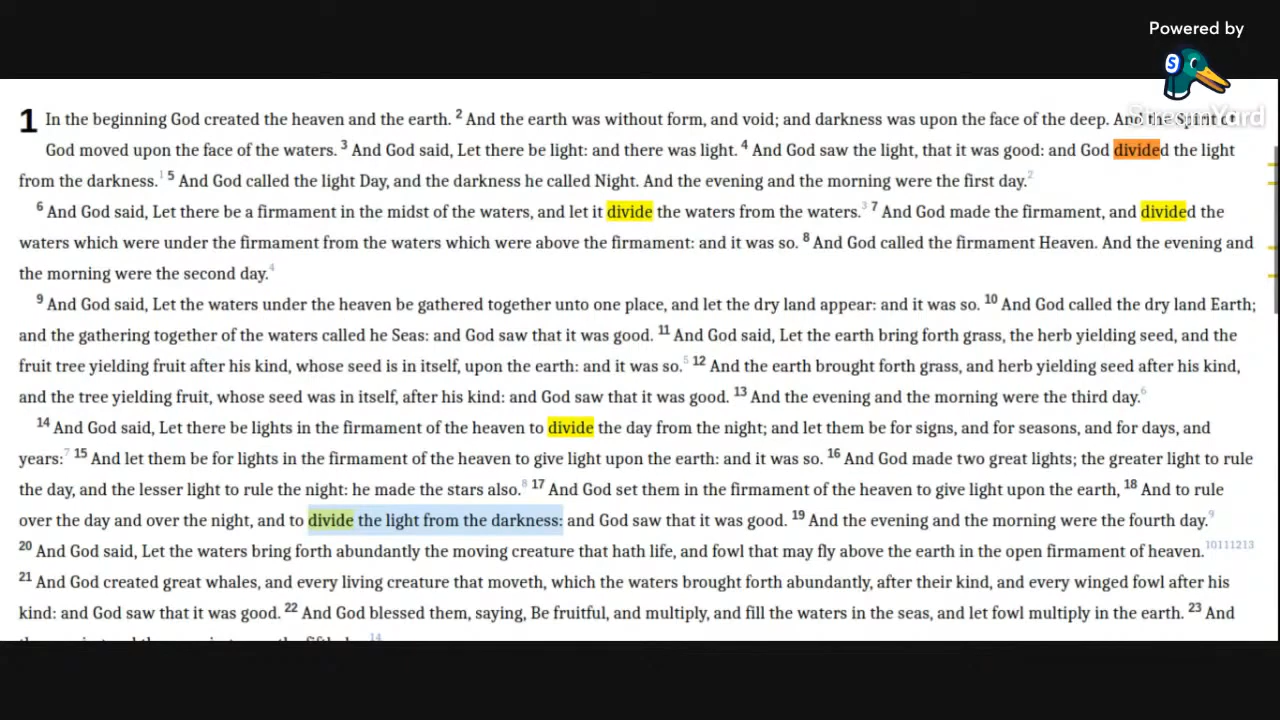 Powered by
StreamYard
1 In the beginning God created the heaven and the earth. 2 And the earth was without form, and void; and darkness was upon the face of the deep. And the Spirit of
God moved upon the face of the waters. 3 And God said, Let there be light: and there was light. 4 And God saw the light, that it was good: and God divided the light
from the darkness.1 5 And God called the light Day, and the darkness he called Night. And the evening and the morning were the first day.2
6 And God said, Let there be a firmament in the midst of the waters, and let it divide the waters from the waters.3 7 And God made the firmament, and divided the
waters which were under the firmament from the waters which were above the firmament: and it was so. 8 And God called the firmament Heaven. And the evening and
the morning were the second day.4
9 And God said, Let the waters under the heaven be gathered together unto one place, and let the dry land appear: and it was so. 10 And God called the dry land Earth;
and the gathering together of the waters called he Seas: and God saw that it was good. 11 And God said, Let the earth bring forth grass, the herb yielding seed, and the
fruit tree yielding fruit after his kind, whose seed is in itself, upon the earth: and it was so.5 12 And the earth brought forth grass, and herb yielding seed after his kind,
and the tree yielding fruit, whose seed was in itself, after his kind: and God saw that it was good. 13 And the evening and the morning were the third day.6
14 And God said, Let there be lights in the firmament of the heaven to divide the day from the night; and let them be for signs, and for seasons, and for days, and
years:7 15 And let them be for lights in the firmament of the heaven to give light upon the earth: and it was so. 16 And God made two great lights; the greater light to rule
the day, and the lesser light to rule the night: he made the stars also.8 17 And God set them in the firmament of the heaven to give light upon the earth, 18 And to rule
over the day and over the night, and to divide the light from the darkness: and God saw that it was good. 19 And the evening and the morning were the fourth day.9
20 And God said, Let the waters bring forth abundantly the moving creature that hath life, and fowl that may fly above the earth in the open firmament of heaven.10111213
21 And God created great whales, and every living creature that moveth, which the waters brought forth abundantly, after their kind, and every winged fowl after his
kind: and God saw that it was good. 22 And God blessed them, saying, Be fruitful, and multiply, and fill the waters in the seas, and let fowl multiply in the earth. 23 And